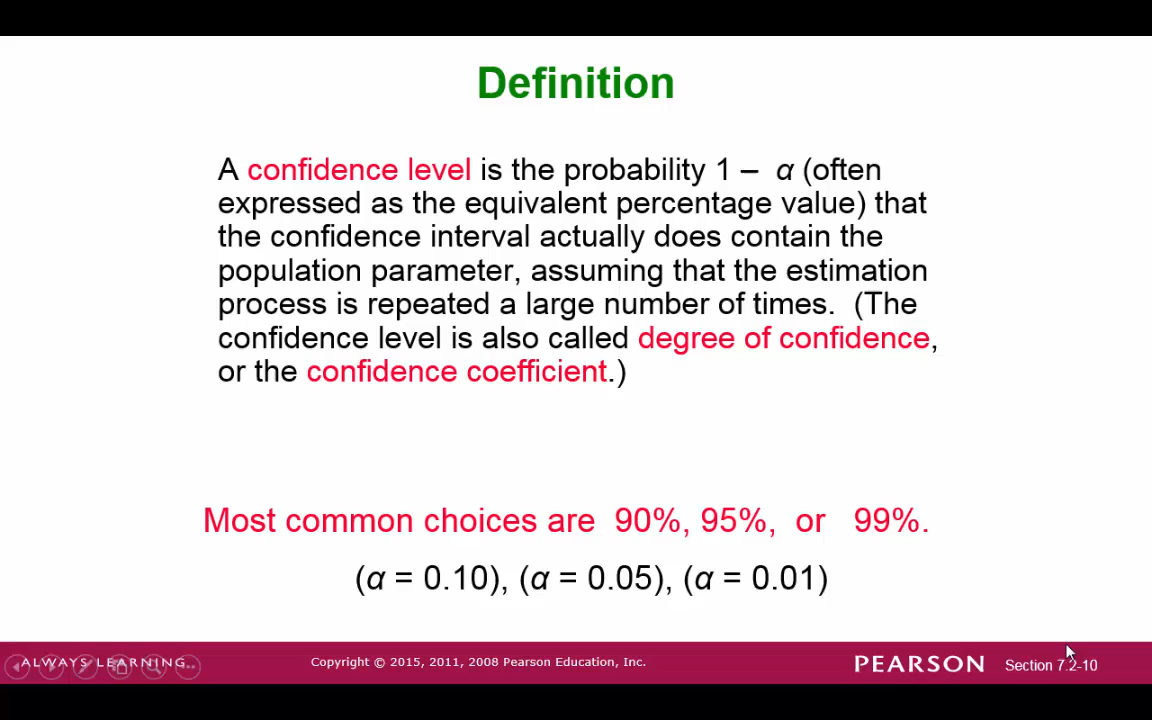 Definition
A confidence level is the probability 1 – α (often
expressed as the equivalent percentage value) that
the confidence interval actually does contain the
population parameter, assuming that the estimation
process is repeated a large number of times. (The
confidence level is also called degree of confidence,
or the confidence coefficient.)
Most common choices are 90%, 95%, or 99%.
(α = 0.10), (α = 0.05), (α = 0.01)
ALWAYS LEARNING
Copyright © 2015, 2011, 2008 Pearson Education, Inc.
PEARSON
Section 7.2-10